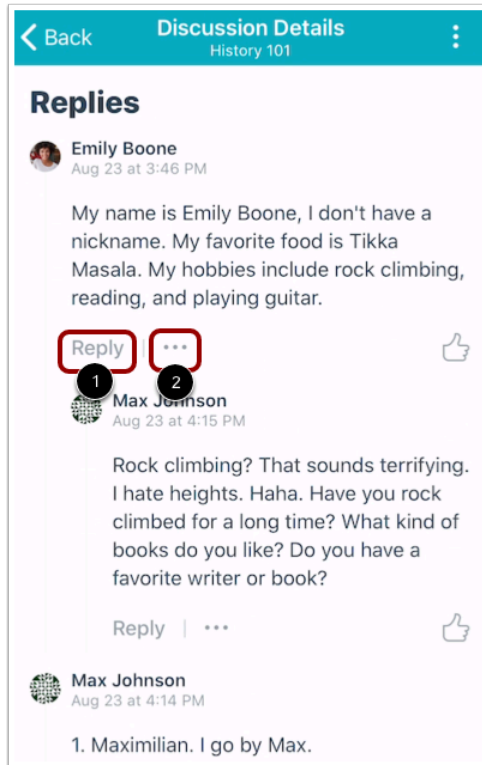 Back
Discussion Details
History 101
Replies
Emily Boone
Aug 23 at 3:46 PM
My name is Emily Boone, I don't have a
nickname. My favorite food is Tikka
Masala. My hobbies include rock climbing,
reading, and playing guitar.
Reply
1
2
Max Johnson
Aug 23 at 4:15 PM
Rock climbing? That sounds terrifying.
I hate heights. Haha. Have you rock
climbed for a long time? What kind of
books do you like? Do you have a
favorite writer or book?
Reply
Max Johnson
Aug 23 at 4:14 PM
1. Maximilian. I go by Max.